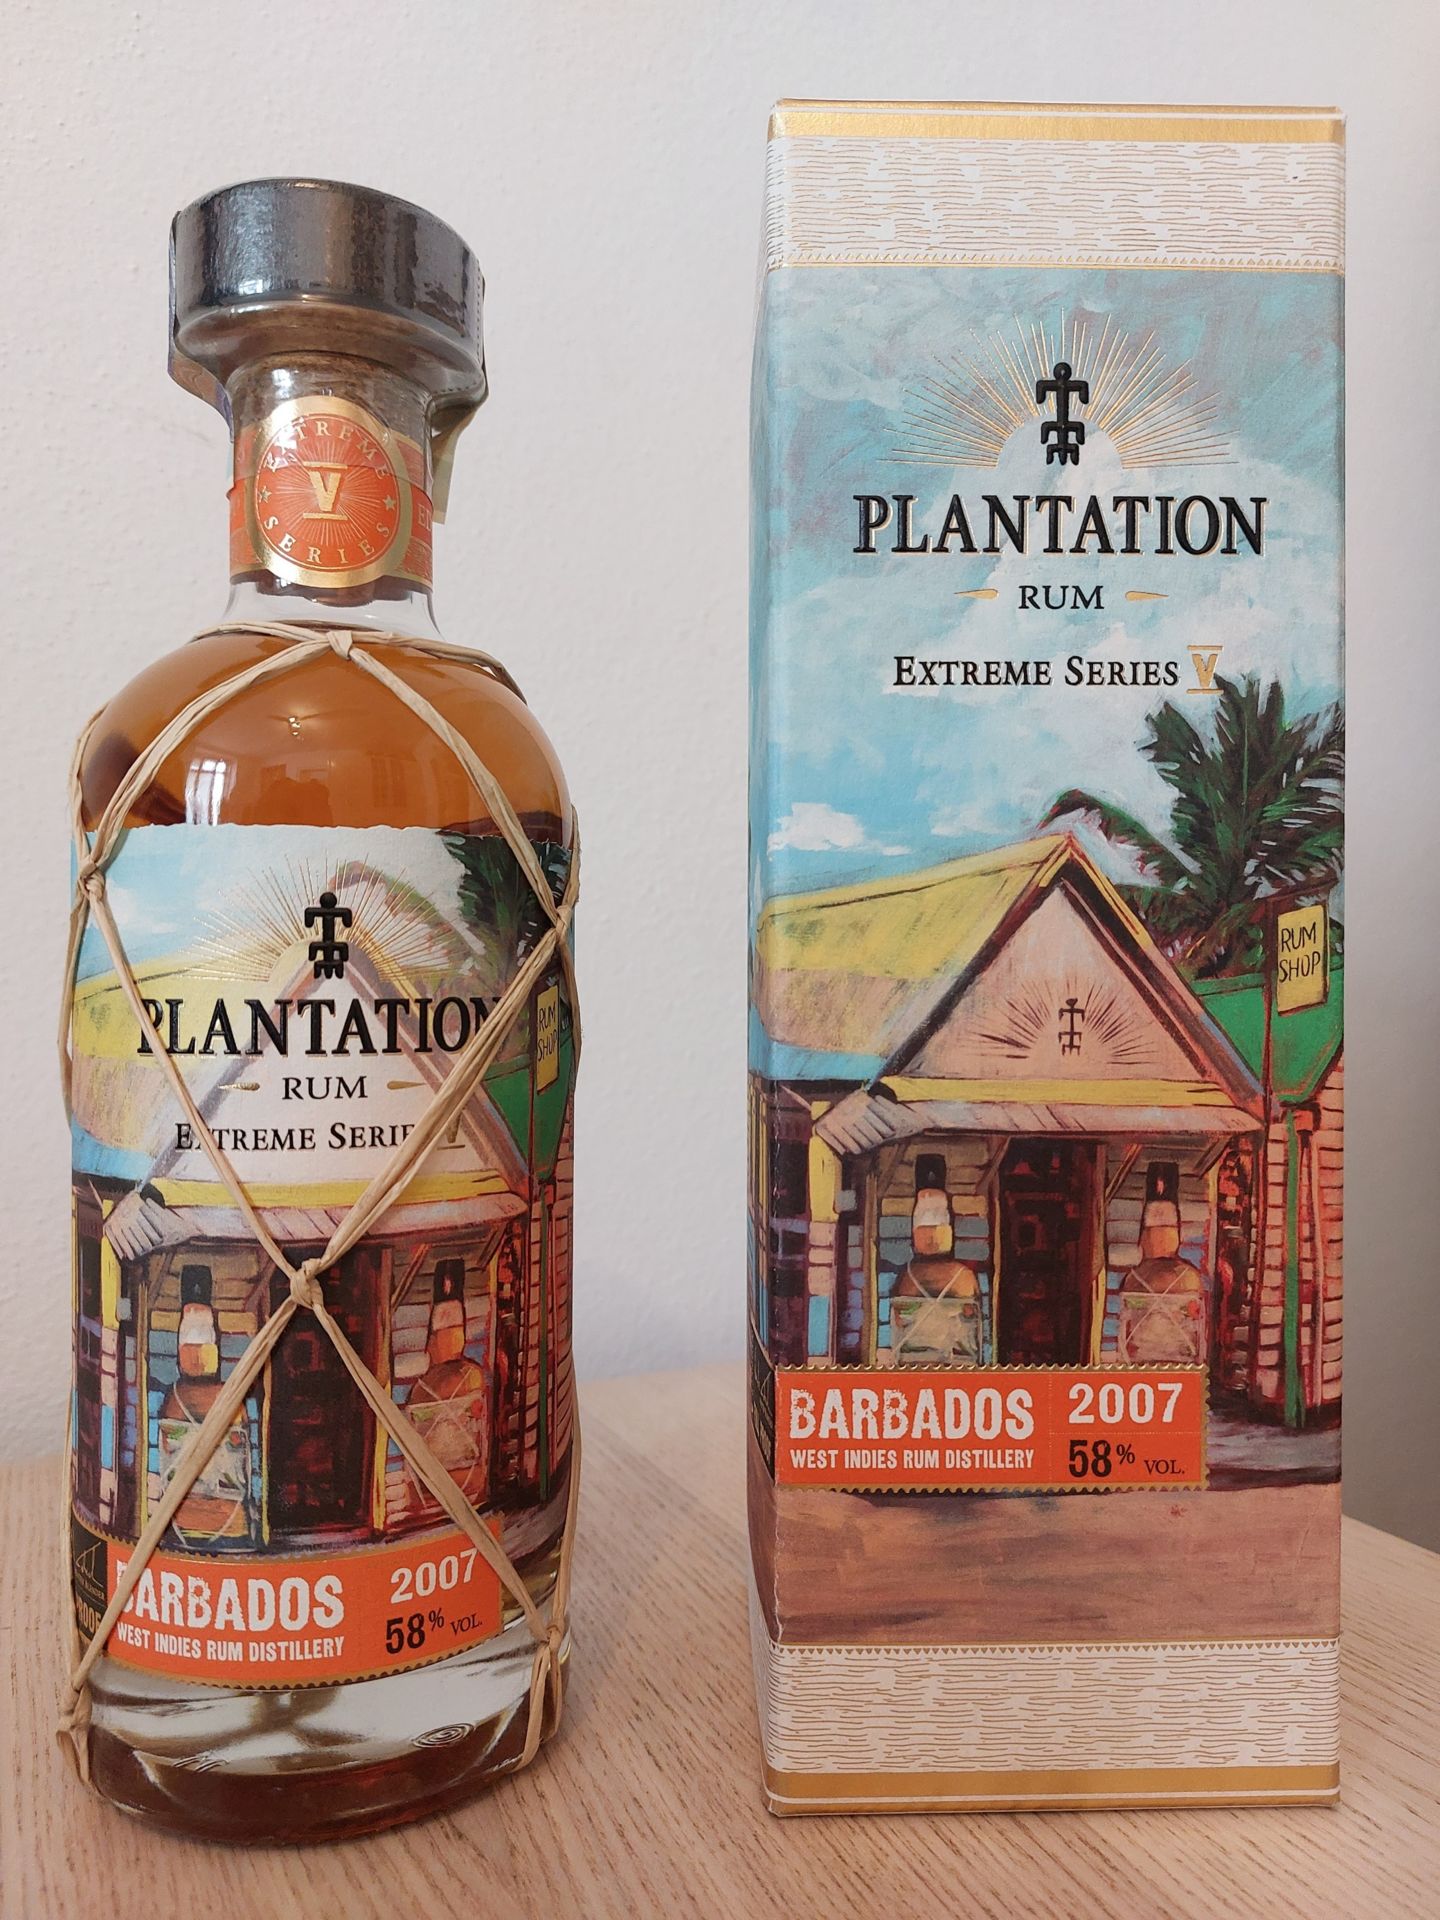 EXTREME
V
SERIES
PLANTATION
RUM
EXTREME SERIES V
RUM
SHOP
BARBADOS
WEST INDIES RUM DISTILLERY
2007
58% VOL.
PLANTATION
RUM
EXTREME SERIES V
RUM
SHOP
BARBADOS
WEST INDIES RUM DISTILLERY
2007
58% VOL.